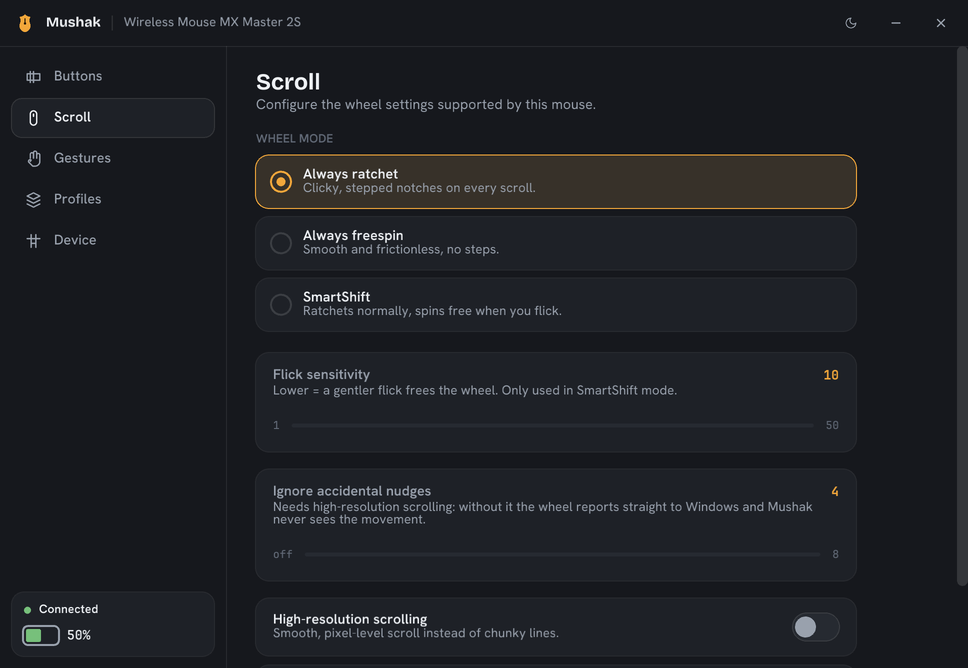 Mushak
Wireless Mouse MX Master 2S
Buttons
Scroll
Gestures
Profiles
Device
Connected
50%
Scroll
Configure the wheel settings supported by this mouse.
WHEEL MODE
Always ratchet
Clicky, stepped notches on every scroll.
Always freespin
Smooth and frictionless, no steps.
SmartShift
Ratchets normally, spins free when you flick.
Flick sensitivity
10
Lower = a gentler flick frees the wheel. Only used in SmartShift mode.
1
50
Ignore accidental nudges
4
Needs high-resolution scrolling: without it the wheel reports straight to Windows and Mushak
never sees the movement.
off
8
High-resolution scrolling
Smooth, pixel-level scroll instead of chunky lines.